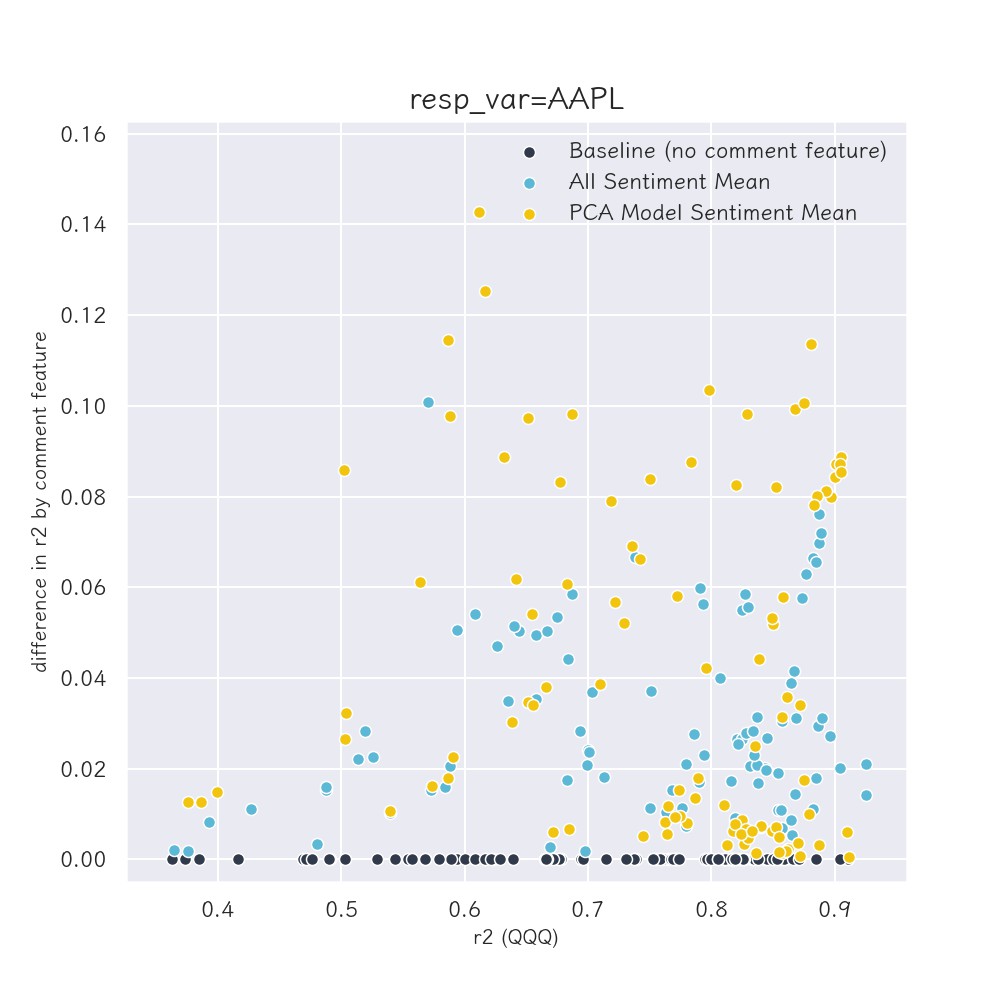 resp_var=AAPL
Baseline (no comment feature)
All Sentiment Mean
PCA Model Sentiment Mean
0.16
0.14
0.12
0.10
0.08
0.06
0.04
0.02
0.00
difference in r2 by comment feature
0.4 0.5 0.6 0.7 0.8 0.9
r2 (QQQ)